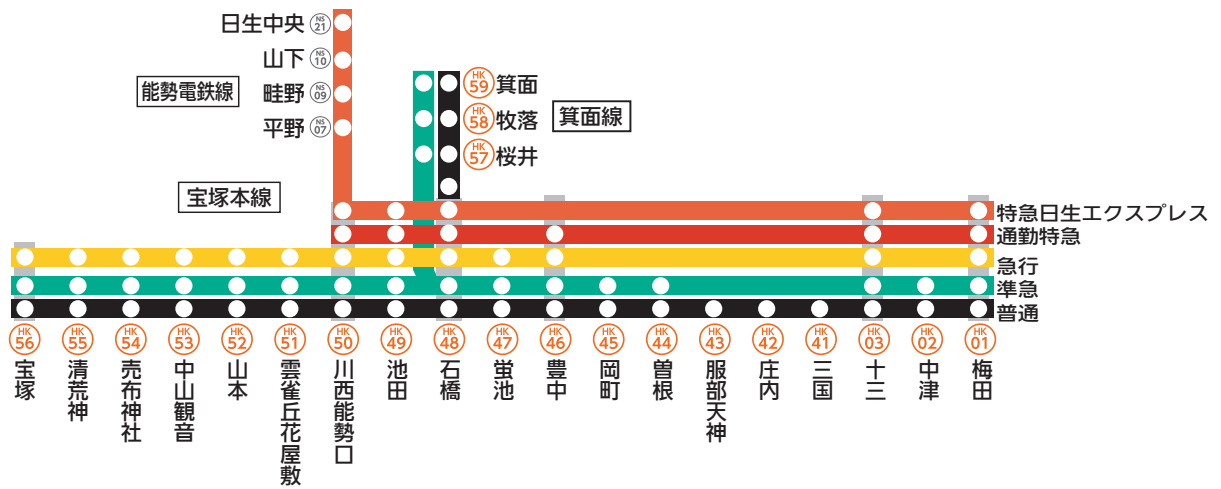 日生中央 NS 21
山下 NS 10
能勢電鉄線
畦野 NS 09
平野 NS 07
HK 59 箕面
HK 58 牧落
箕面線
HK 57 桜井
宝塚本線
特急日生エクスプレス
通勤特急
急行
準急
普通
HK 56 宝塚
HK 55 清荒神
HK 54 売布神社
HK 53 中山観音
HK 52 山本
HK 51 雲雀丘花屋敷
HK 50 川西能勢口
HK 49 池田
HK 48 石橋
HK 47 蛍池
HK 46 豊中
HK 45 岡町
HK 44 曽根
HK 43 服部天神
HK 42 庄内
HK 41 三国
HK 03 十三
HK 02 中津
HK 01 梅田